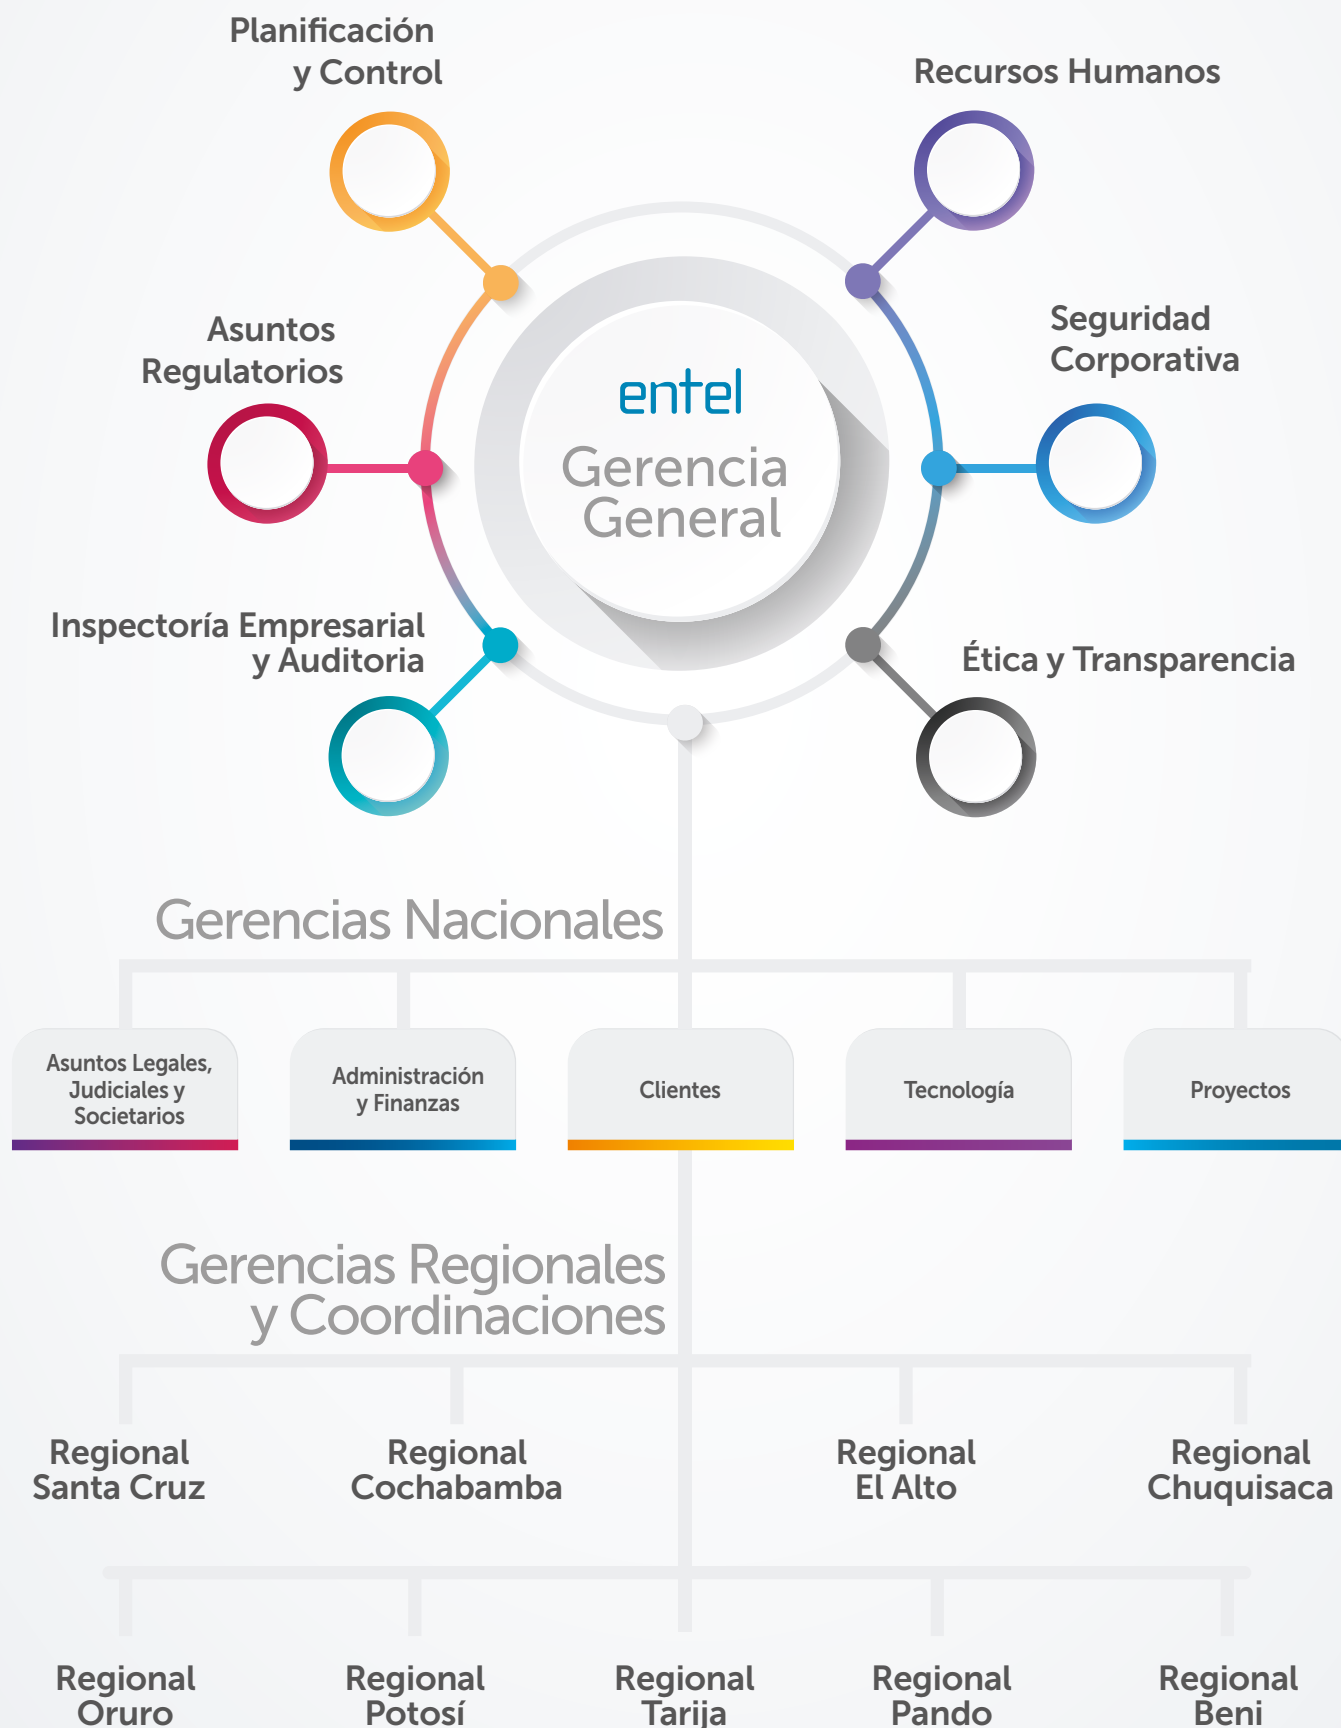 Planificación
y Control
Recursos Humanos
Asuntos
Regulatorios
Seguridad
Corporativa
entel
Gerencia
General
Inspectoría Empresarial
y Auditoria
Ética y Transparencia
Gerencias Nacionales
Asuntos Legales,
Judiciales y
Societarios
Administración
y Finanzas
Clientes
Tecnología
Proyectos
Gerencias Regionales
y Coordinaciones
Regional
Santa Cruz
Regional
Cochabamba
Regional
El Alto
Regional
Chuquisaca
Regional
Oruro
Regional
Potosí
Regional
Tarija
Regional
Pando
Regional
Beni